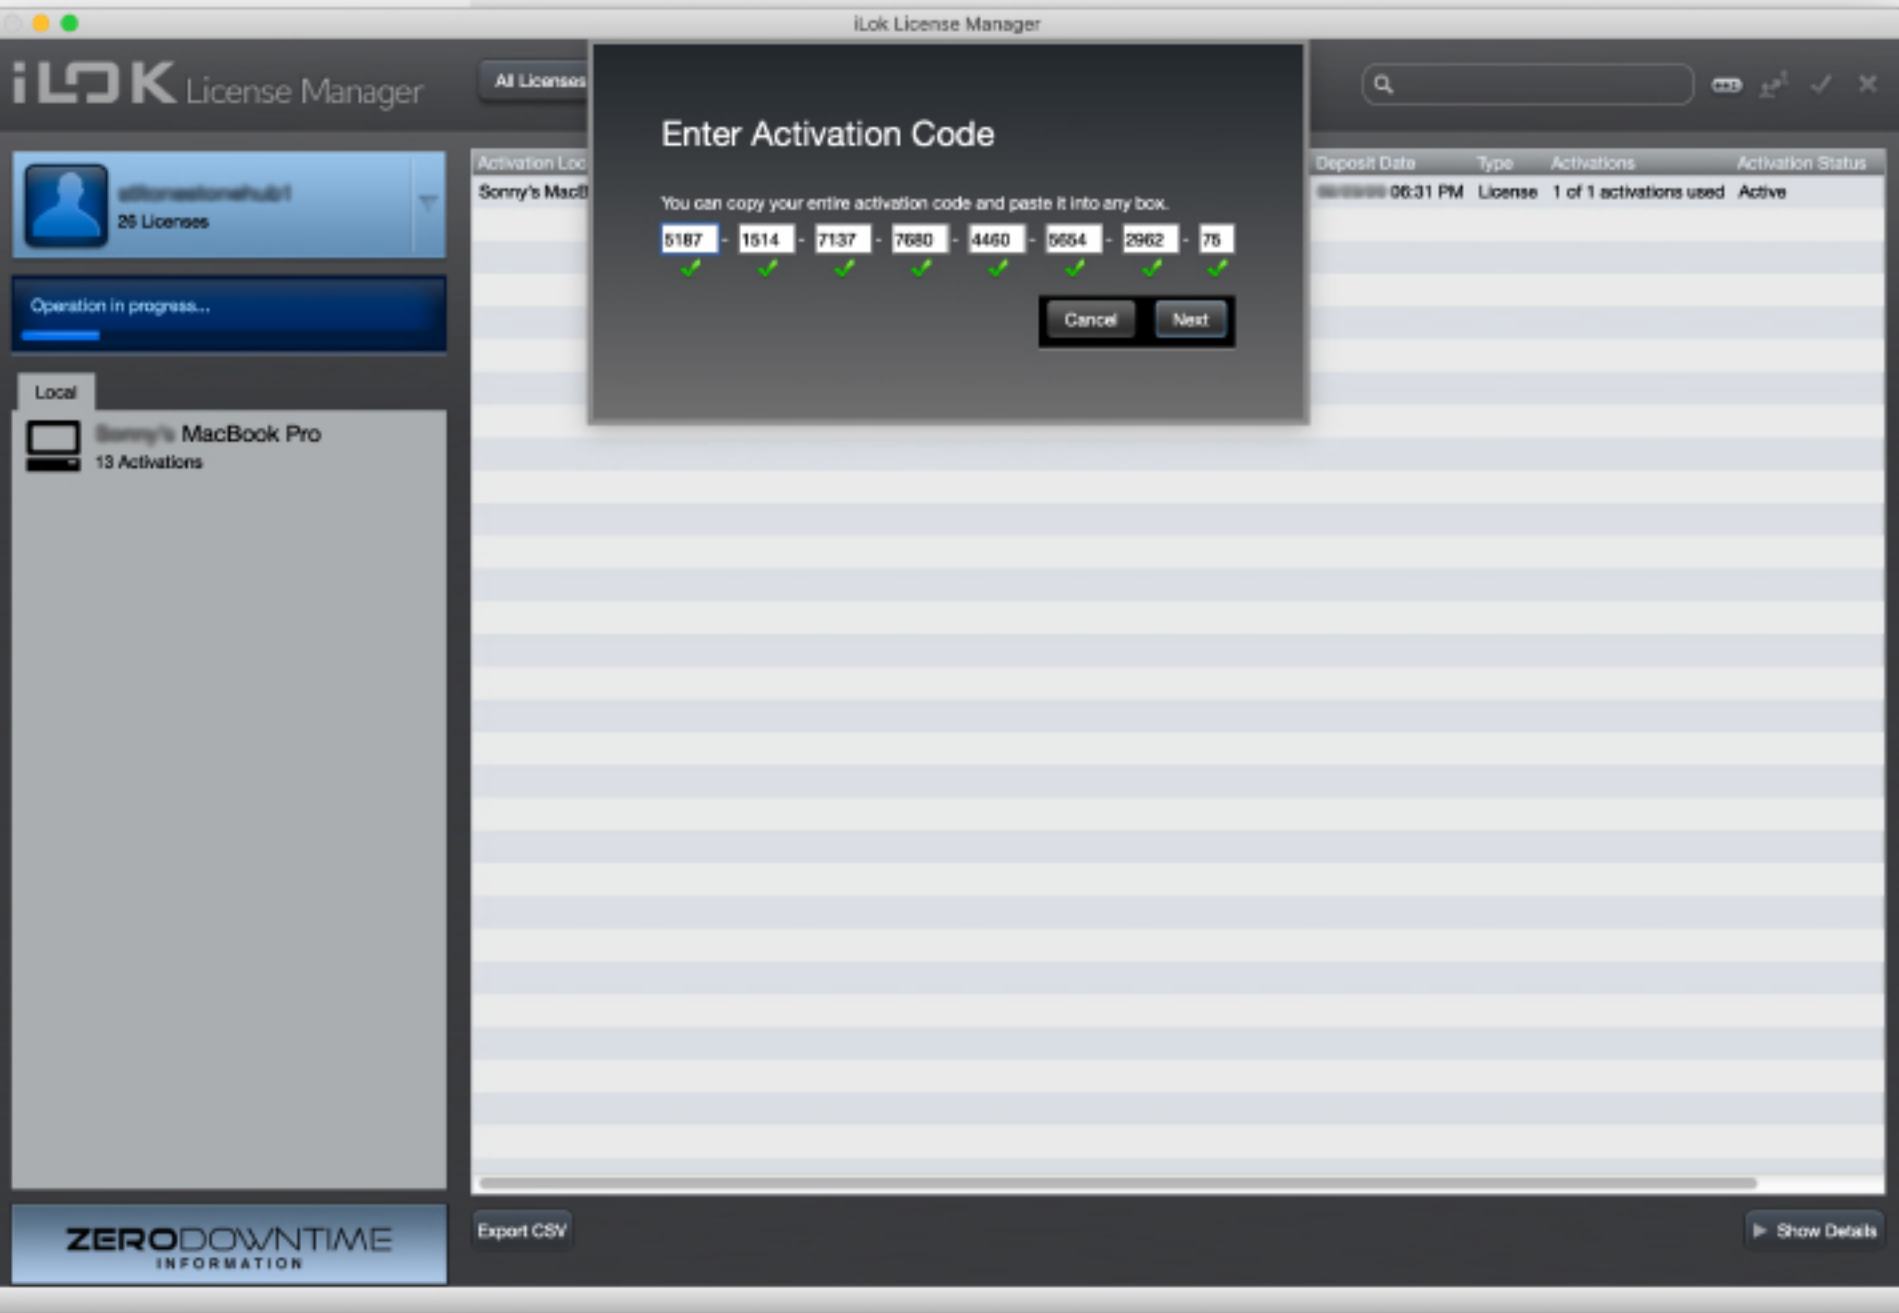 iLok License Manager
iLOK License Manager
All Licenses
Enter Activation Code
You can copy your entire activation code and paste it into any box.
5187 - 1514 - 7137 - 7680 - 4460 - 5654 - 2962 - 75
Cancel Next
26 Licenses
Operation in progress...
Local
MacBook Pro
13 Activations
Activation Loc Deposit Date Type Activations Activation Status
Sonny's MacB 06:31 PM License 1 of 1 activations used Active
ZERODOWNTIME
INFORMATION
Export CSV
Show Details